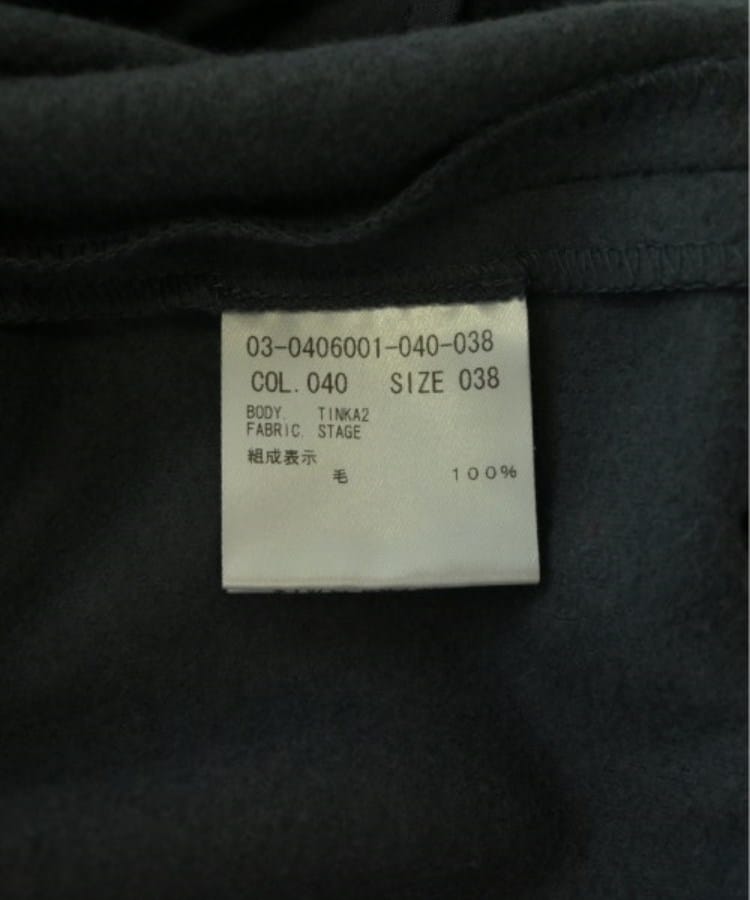 03-0406001-040-038
COL. 040 SIZE 038
BODY. TINKA2
FABRIC. STAGE
組成表示
毛 100%